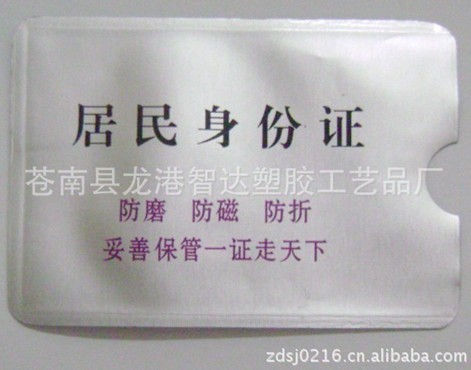 居民身份证
苍南县龙港智达塑胶工艺品厂
防磨 防磁 防折
妥善保管一证走天下
zdsj0216.cn.alibaba.com